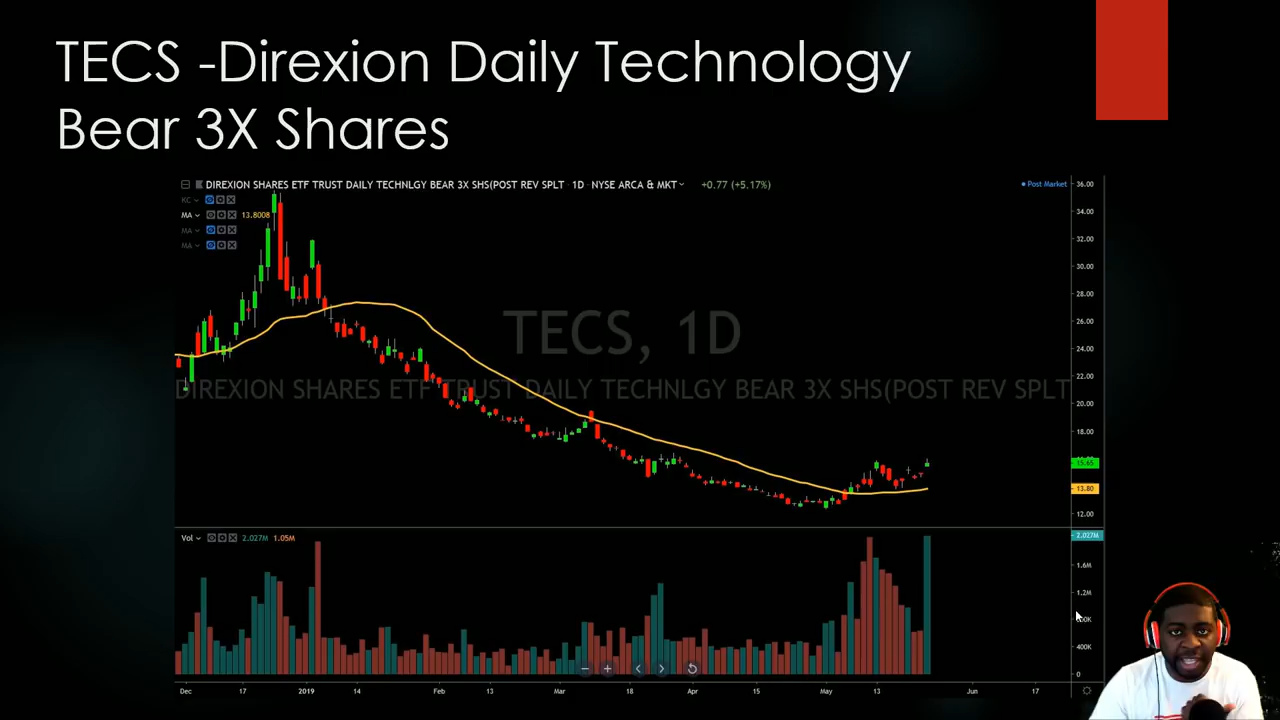 TECS -Direxion Daily Technology
Bear 3X Shares
DIREXION SHARES ETF TRUST DAILY TECHNLGY BEAR 3X SHS(POST REV SPLT · 1D · NYSE ARCA & MKT +0.77 (+5.17%)
Post Market
KC
MA 13.8008
MA
MA
36.00
34.00
32.00
30.00
28.00
26.00
24.00
22.00
20.00
18.00
15.65
13.80
12.00
TECS, 1D
DIREXION SHARES ETF TRUST DAILY TECHNLGY BEAR 3X SHS(POST REV SPLT
Vol 2.027M 1.05M
2.027M
1.6M
1.2M
400K
0
Dec 17 2019 14 Feb 13 Mar 18 Apr 15 May 13 Jun 17